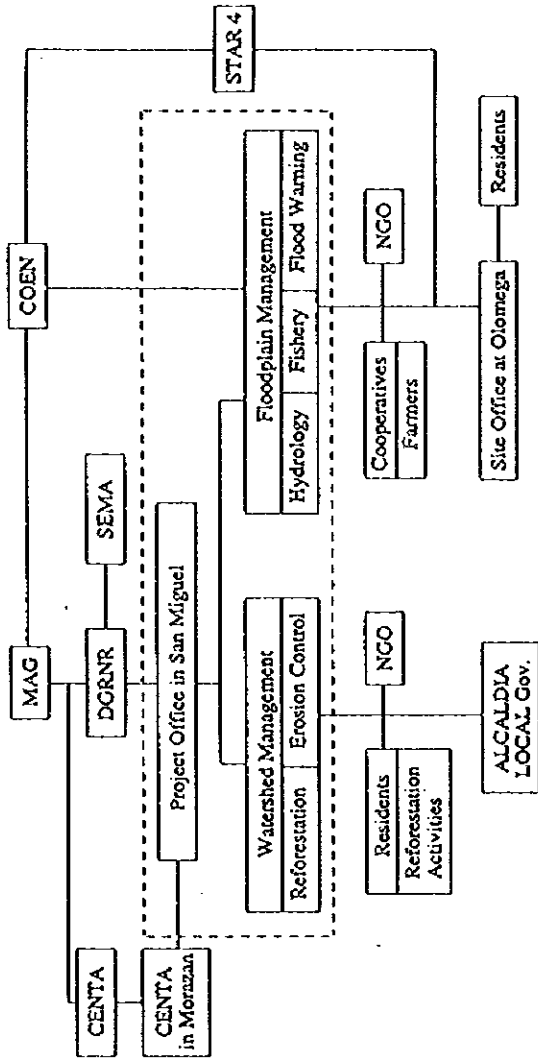 MAG
COEN
CENTA
DGRNR
SEMA
STAR 4
CENTA
in Morazan
Project Office in San Miguel
Watershed Management
Reforestation
Erosion Control
Floodplain Management
Hydrology
Fishery
Flood Warning
Residents
Reforestation
Activities
NGO
Cooperatives
Farmers
NGO
ALCALDIA
LOCAL Gov.
Site Office at Olomega
Residents